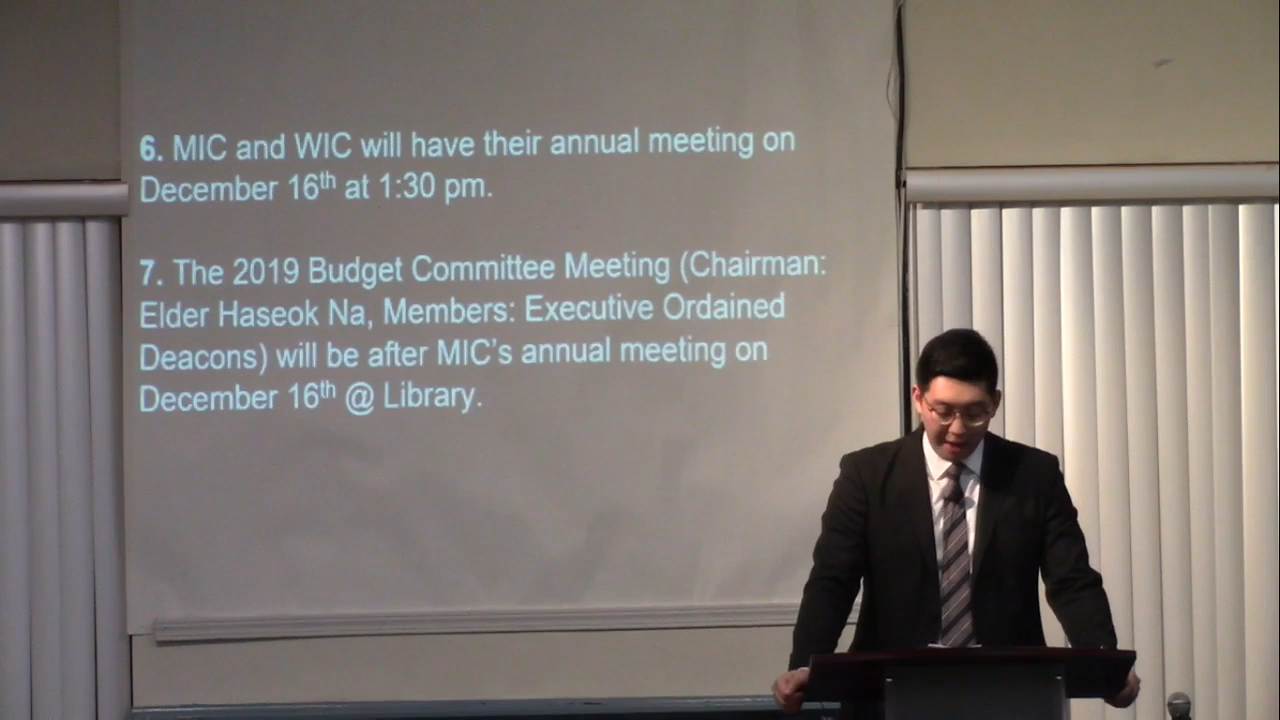 6. MIC and WIC will have their annual meeting on
December 16th at 1:30 pm.
7. The 2019 Budget Committee Meeting (Chairman:
Elder Haseok Na, Members: Executive Ordained
Deacons) will be after MIC's annual meeting on
December 16th @ Library.